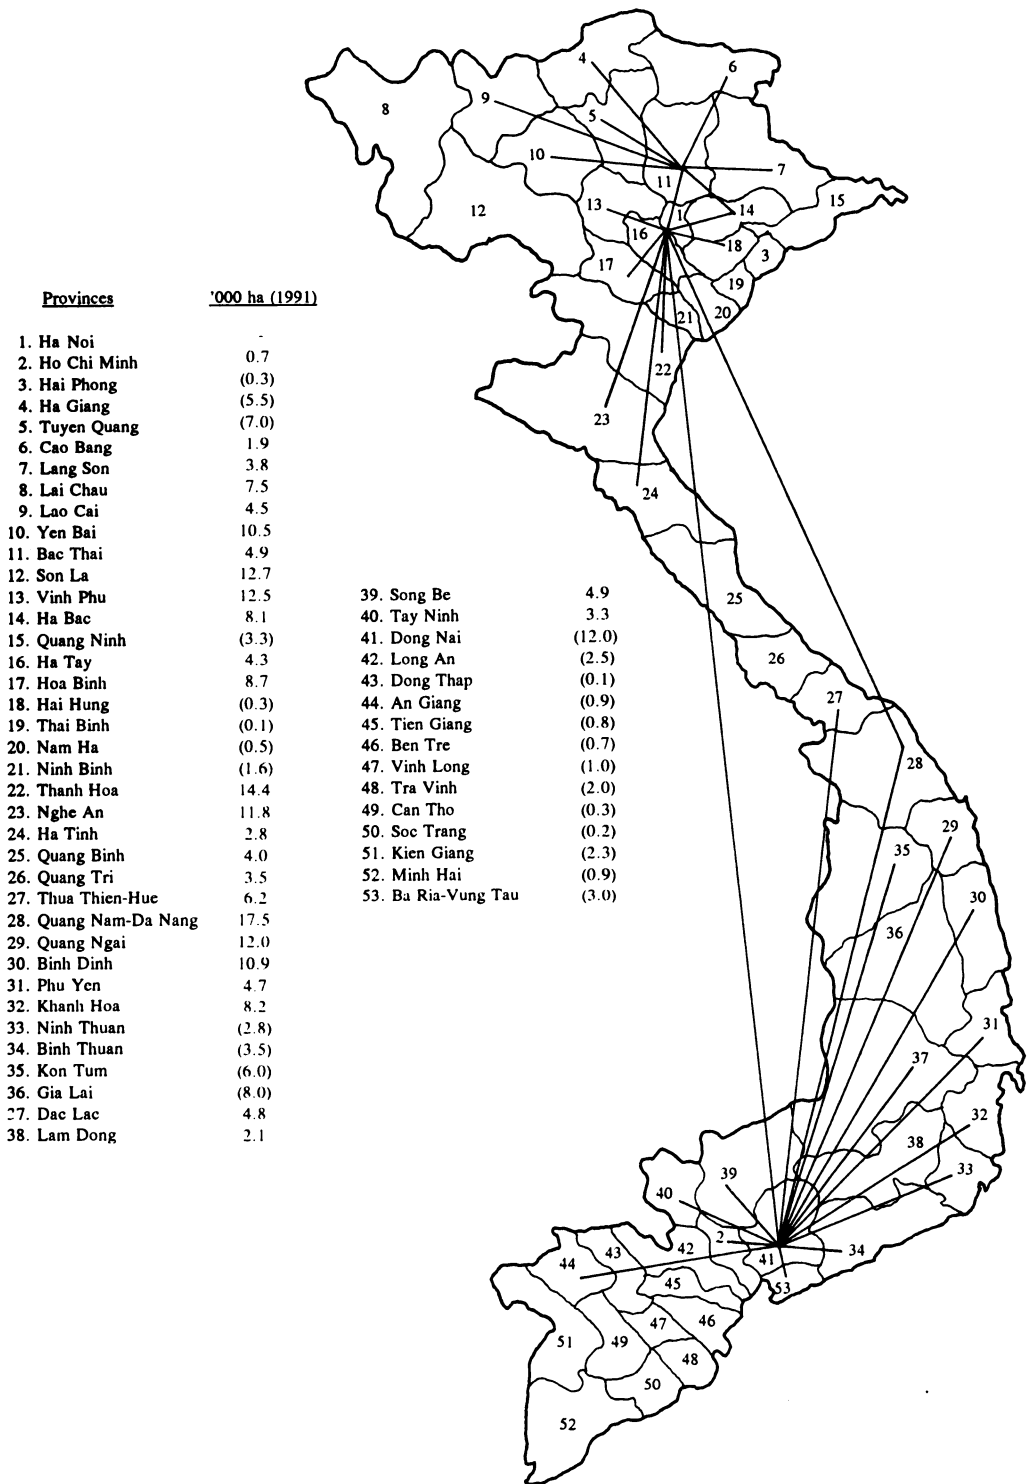 Provinces '000 ha (1991)
1. Ha Noi -
2. Ho Chi Minh 0.7
3. Hai Phong (0.3)
4. Ha Giang (5.5)
5. Tuyen Quang (7.0)
6. Cao Bang 1.9
7. Lang Son 3.8
8. Lai Chau 7.5
9. Lao Cai 4.5
10. Yen Bai 10.5
11. Bac Thai 4.9
12. Son La 12.7
13. Vinh Phu 12.5
14. Ha Bac 8.1
15. Quang Ninh (3.3)
16. Ha Tay 4.3
17. Hoa Binh 8.7
18. Hai Hung (0.3)
19. Thai Binh (0.1)
20. Nam Ha (0.5)
21. Ninh Binh (1.6)
22. Thanh Hoa 14.4
23. Nghe An 11.8
24. Ha Tinh 2.8
25. Quang Binh 4.0
26. Quang Tri 3.5
27. Thua Thien-Hue 6.2
28. Quang Nam-Da Nang 17.5
29. Quang Ngai 12.0
30. Binh Dinh 10.9
31. Phu Yen 4.7
32. Khanh Hoa 8.2
33. Ninh Thuan (2.8)
34. Binh Thuan (3.5)
35. Kon Tum (6.0)
36. Gia Lai (8.0)
37. Dac Lac 4.8
38. Lam Dong 2.1
39. Song Be 4.9
40. Tay Ninh 3.3
41. Dong Nai (12.0)
42. Long An (2.5)
43. Dong Thap (0.1)
44. An Giang (0.9)
45. Tien Giang (0.8)
46. Ben Tre (0.7)
47. Vinh Long (1.0)
48. Tra Vinh (2.0)
49. Can Tho (0.3)
50. Soc Trang (0.2)
51. Kien Giang (2.3)
52. Minh Hai (0.9)
53. Ba Ria-Vung Tau (3.0)
4
6
8
9
5
10
7
11
15
13
12
1
14
16
18
3
17
19
20
21
22
23
24
25
26
27
28
29
35
30
36
31
37
32
38
39
33
40
2
42
43
41
34
44
45
53
46
47
51
49
48
50
52